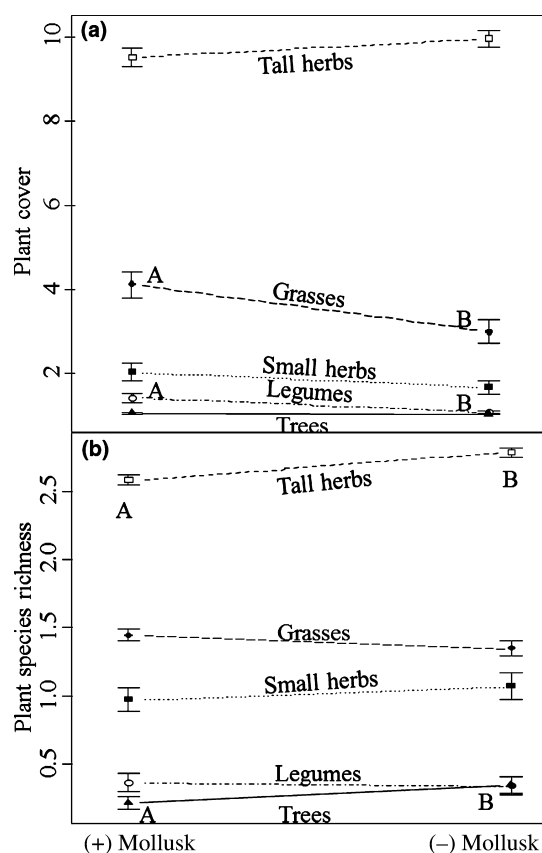 (a)
10
8
6
4
2
Plant cover
Tall herbs
A
Grasses
B
Small herbs
A
Legumes
B
Trees
(b)
2.5
2.0
1.5
1.0
0.5
Plant species richness
Tall herbs
A
B
Grasses
Small herbs
Legumes
A
Trees
B
(+) Mollusk
(–) Mollusk